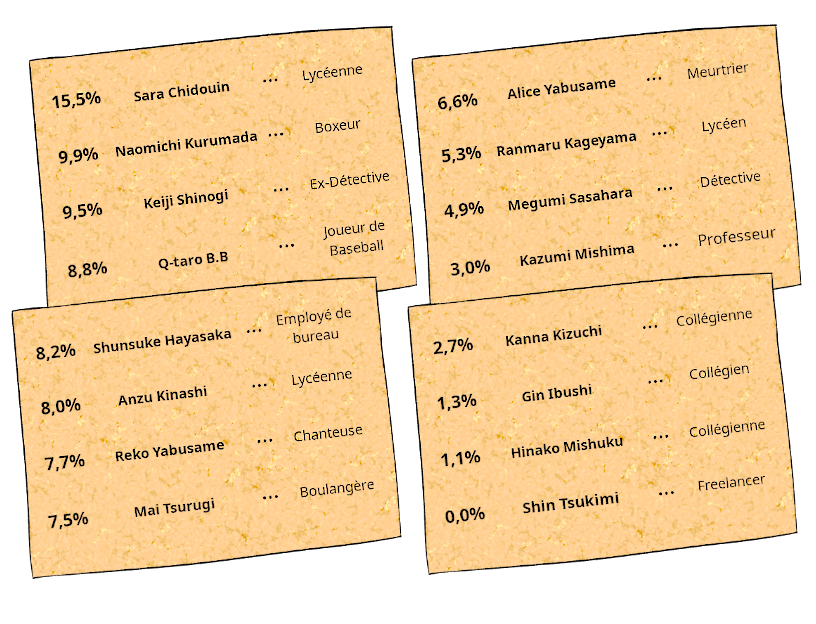 15,5% Sara Chidouin ... Lycéenne
9,9% Naomichi Kurumada ... Boxeur
9,5% Keiji Shinogi ... Ex-Détective
8,8% Q-taro B.B ... Joueur de
Baseball
8,2% Shunsuke Hayasaka ... Employé de
bureau
8,0% Anzu Kinashi ... Lycéenne
7,7% Reko Yabusame ... Chanteuse
7,5% Mai Tsurugi ... Boulangère
6,6% Alice Yabusame ... Meurtrier
5,3% Ranmaru Kageyama ... Lycéen
4,9% Megumi Sasahara ... Détective
3,0% Kazumi Mishima ... Professeur
2,7% Kanna Kizuchi ... Collégienne
1,3% Gin Ibushi ... Collégien
1,1% Hinako Mishuku ... Collégienne
0,0% Shin Tsukimi ... Freelancer